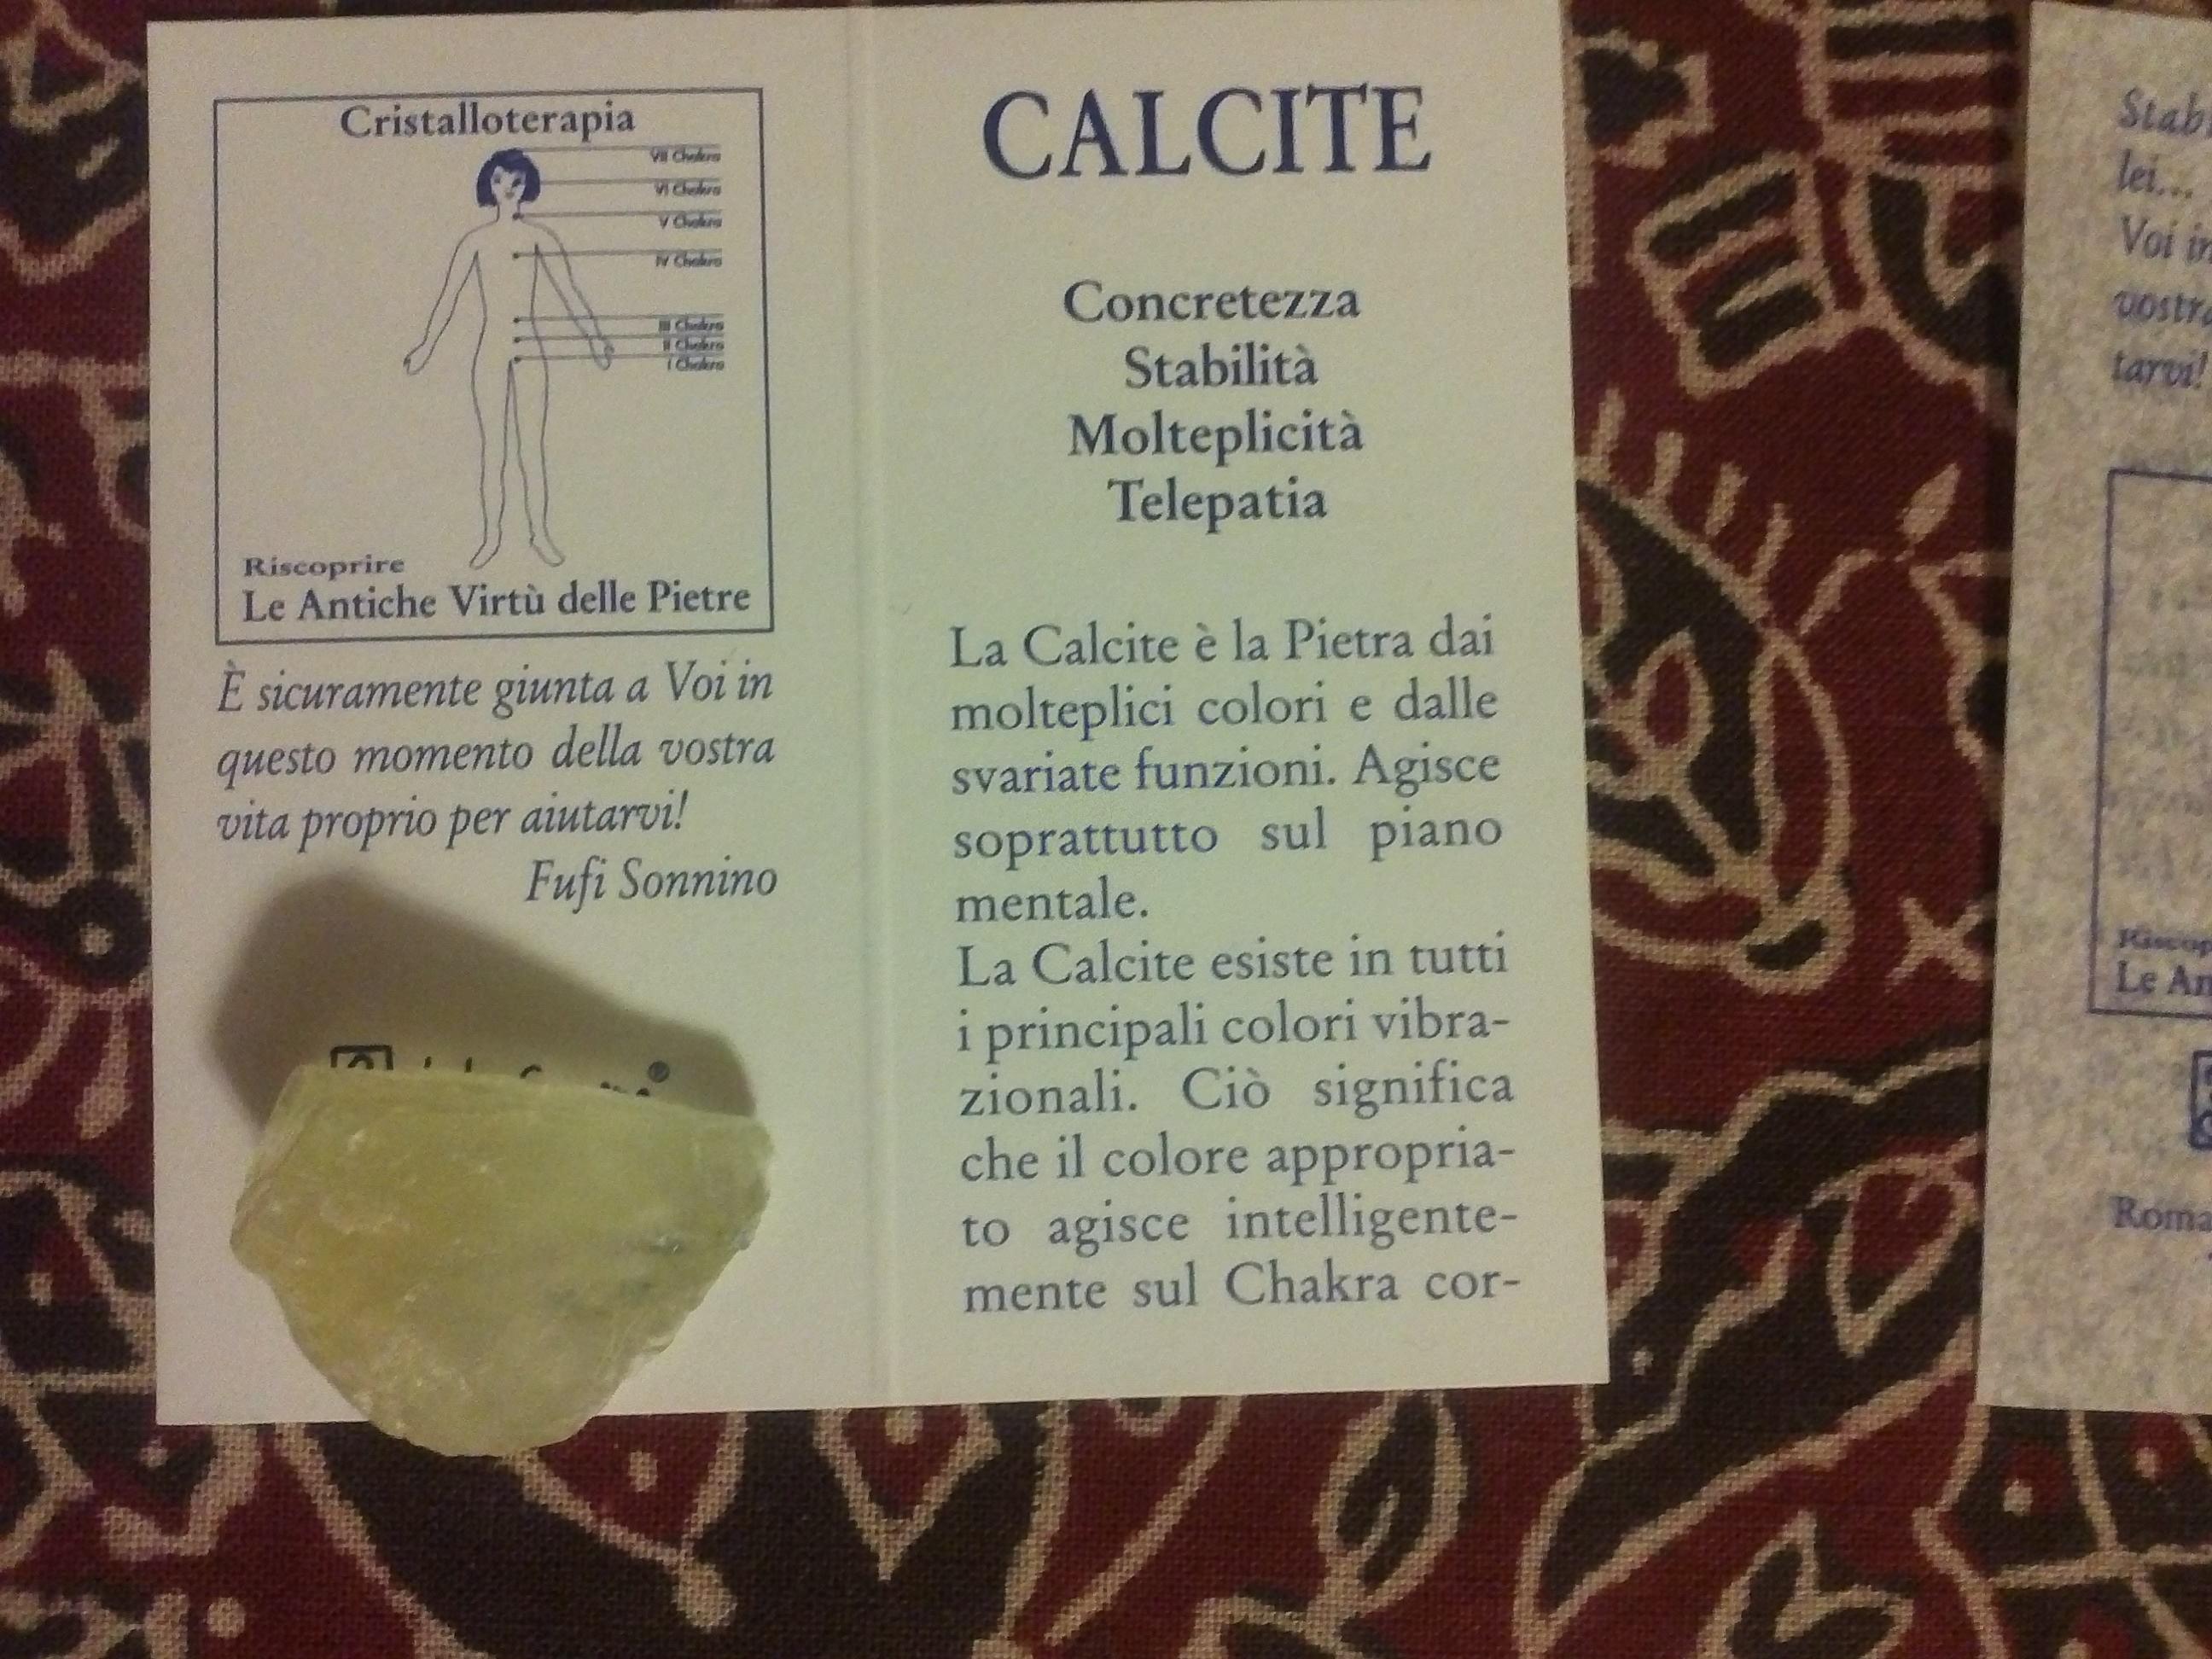 Cristalloterapia
VII Chakra
VI Chakra
V Chakra
IV Chakra
III Chakra
II Chakra
I Chakra
Riscoprire
Le Antiche Virtù delle Pietre
È sicuramente giunta a Voi in
questo momento della vostra
vita proprio per aiutarvi!
Fufi Sonnino
®
CALCITE
Concretezza
Stabilità
Molteplicità
Telepatia
La Calcite è la Pietra dai
molteplici colori e dalle
svariate funzioni. Agisce
soprattutto sul piano
mentale.
La Calcite esiste in tutti
i principali colori vibra-
zionali. Ciò significa
che il colore appropria-
to agisce intelligente-
mente sul Chakra cor-
lei...
Voi in
tarvi!
Le An
Roma